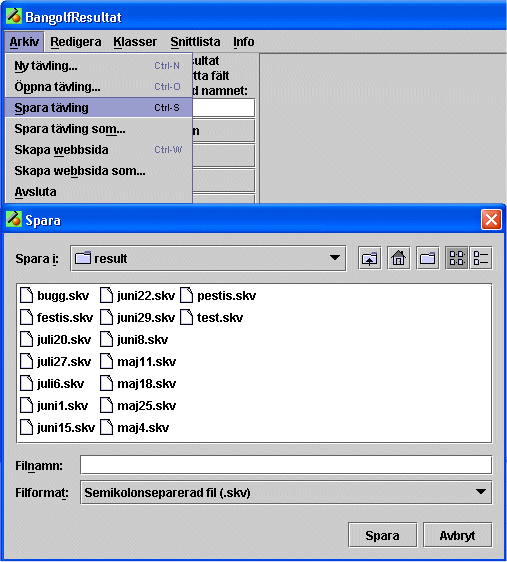 BangolfResultat
Arkiv Redigera Klasser Snittlista Info
Ny tävling... Ctrl-N
Öppna tävling... Ctrl-O
Spara tävling Ctrl-S
Spara tävling som...
Skapa webbsida Ctrl-W
Skapa webbsida som...
Avsluta
sultat
tta fält
d namnet:
n
Spara
Spara i: result
bugg.skv juni22.skv pestis.skv
festis.skv juni29.skv test.skv
juli20.skv juni8.skv
juli27.skv maj11.skv
juli6.skv maj18.skv
juni1.skv maj25.skv
juni15.skv maj4.skv
Filnamn:
Filformat: Semikolonseparerad fil (.skv)
Spara Avbryt